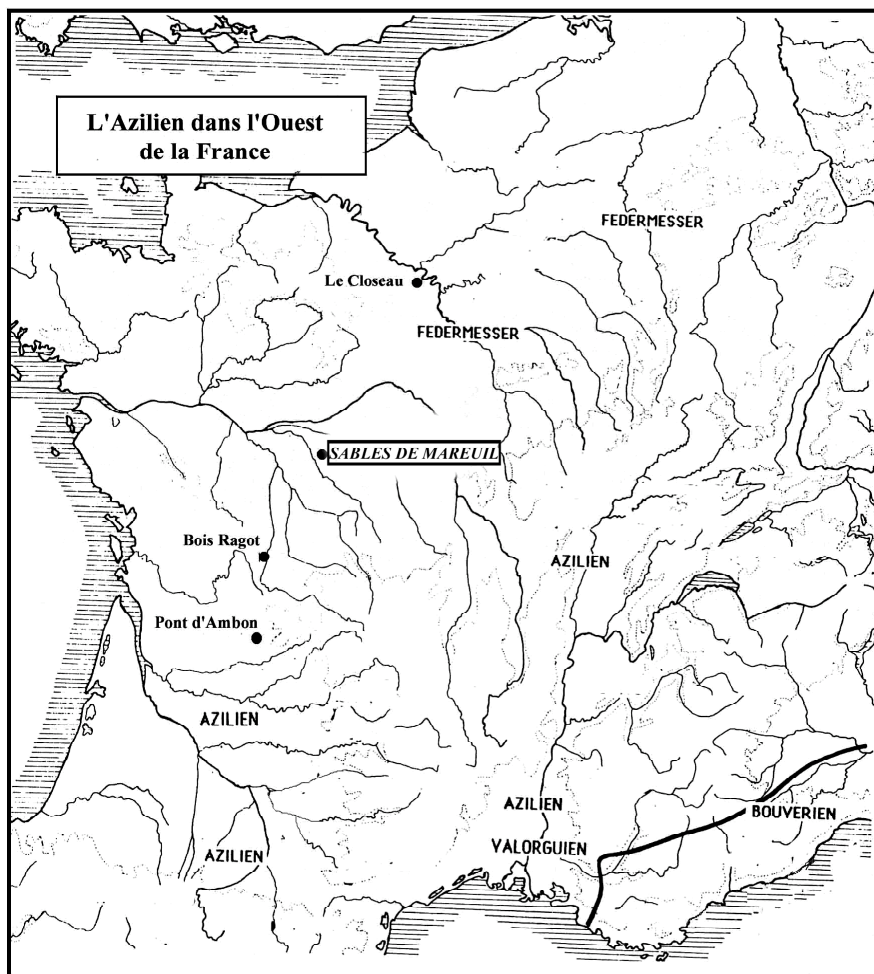 L'Azilien dans l'Ouest
de la France
FEDERMESSER
Le Closeau
FEDERMESSER
SABLES DE MAREUIL
Bois Ragot
AZILIEN
Pont d'Ambon
AZILIEN
AZILIEN
BOUVERIEN
VALORGUIEN
AZILIEN